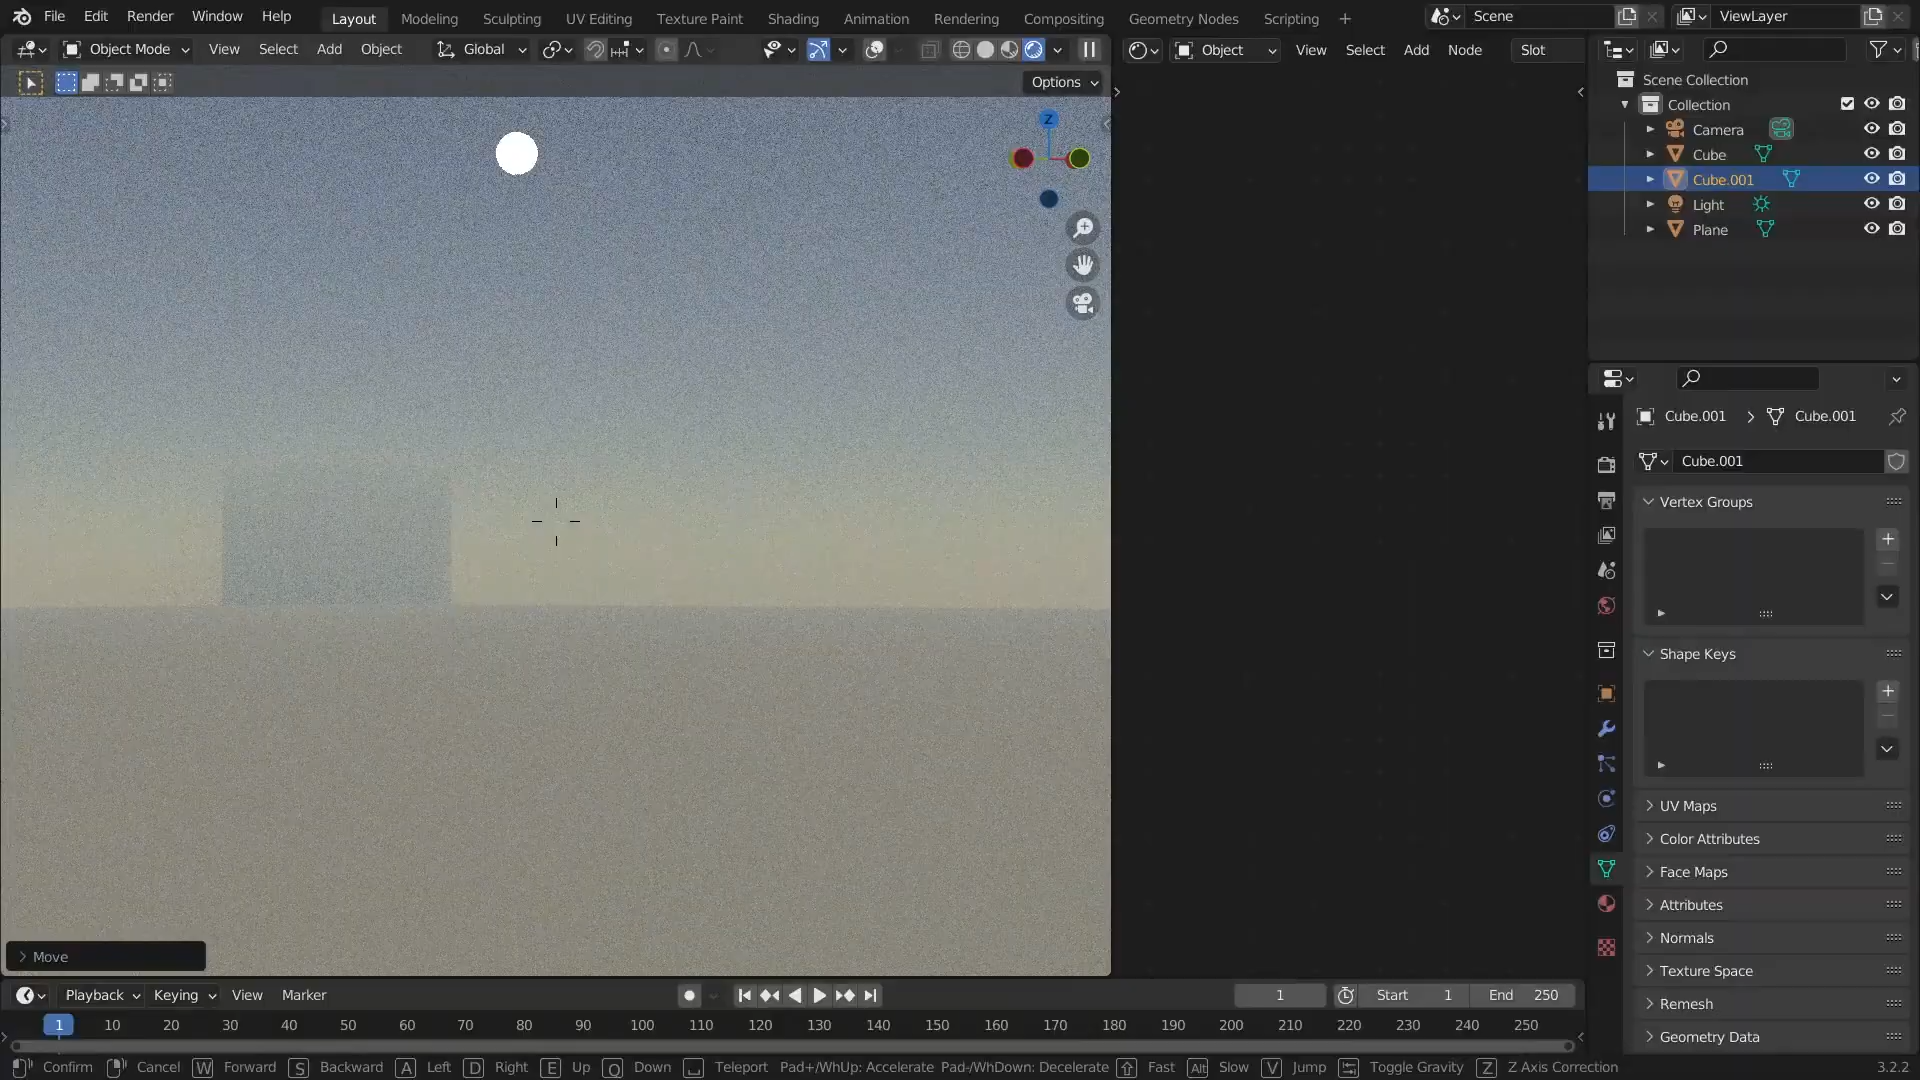 File Edit Render Window Help Layout Modeling Sculpting UV Editing Texture Paint Shading Animation Rendering Compositing Geometry Nodes Scripting + Scene ViewLayer
Object Mode View Select Add Object Global Object View Select Add Node Slot
Options
Z
Scene Collection
Collection
Camera
Cube
Cube.001
Light
Plane
Cube.001 > Cube.001
Cube.001
Vertex Groups
Shape Keys
UV Maps
Color Attributes
Face Maps
Attributes
Normals
Texture Space
Remesh
Geometry Data
> Move
Playback Keying View Marker 1 Start 1 End 250
1 10 20 30 40 50 60 70 80 90 100 110 120 130 140 150 160 170 180 190 200 210 220 230 240 250
Confirm Cancel W Forward S Backward A Left D Right E Up Q Down Teleport Pad+/WhUp: Accelerate Pad-/WhDown: Decelerate Fast Alt Slow V Jump Toggle Gravity Z Z Axis Correction 3.2.2